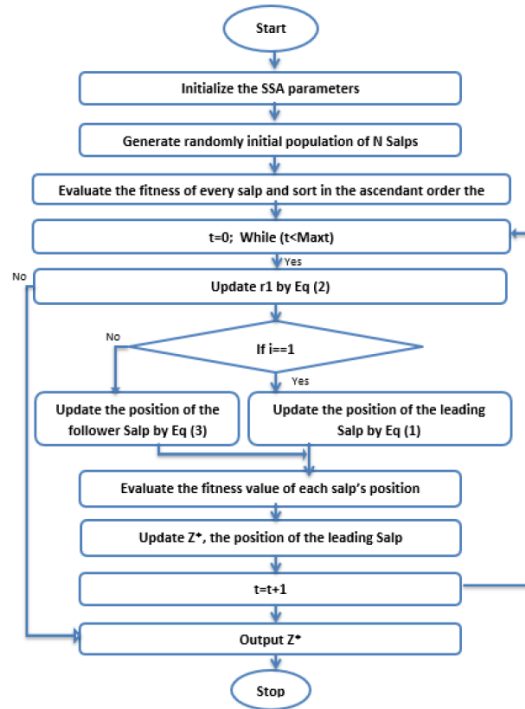 Start
Initialize the SSA parameters
Generate randomly initial population of N Salps
Evaluate the fitness of every salp and sort in the ascendant order the
t=0; While (t<Maxt)
Yes
No
Update r1 by Eq (2)
No
If i==1
Yes
Update the position of the
follower Salp by Eq (3)
Update the position of the leading
Salp by Eq (1)
Evaluate the fitness value of each salp's position
Update Z*, the position of the leading Salp
t=t+1
Output Z*
Stop